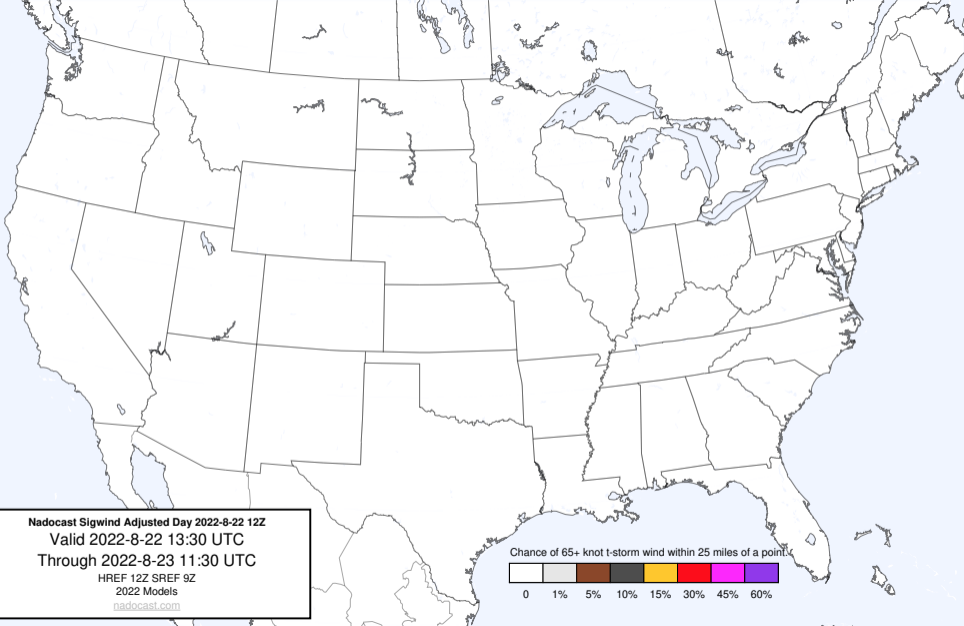 Nadocast Sigwind Adjusted Day 2022-8-22 12Z
Valid 2022-8-22 13:30 UTC
Through 2022-8-23 11:30 UTC
HREF 12Z SREF 9Z
2022 Models
nadocast.com
Chance of 65+ knot t-storm wind within 25 miles of a point.
0 1% 5% 10% 15% 30% 45% 60%